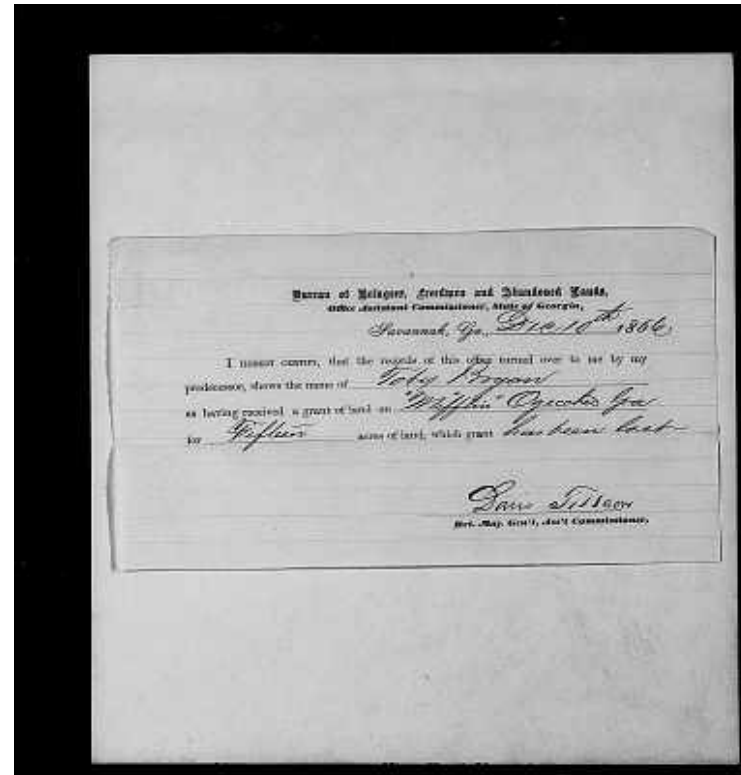 Bureau of Refugees, Freedmen and Abandoned Lands,
Office Assistant Commissioner, State of Georgia,
Savannah, Ga., Dec 10th 1866
I hereby certify, that the records of this office turned over to me by my
predecessor, shows the name of Toby Bryan
as having received a grant of land on "Mifflin" Ogeechee Ga
for Fifteen acres of land, which grant has been lost
Davis Tillson
Bvt. Maj. Gen'l, Ass't Commissioner,